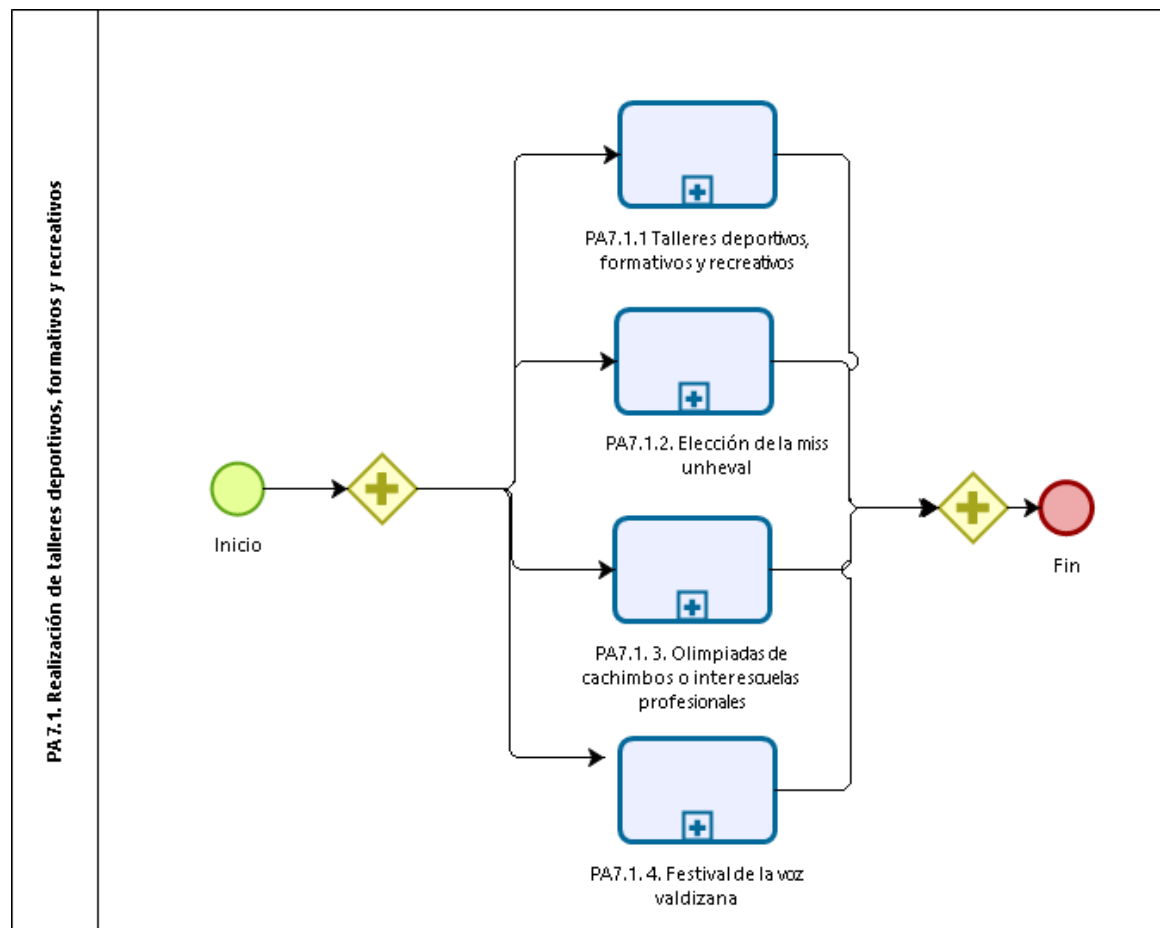 PA7.1. Realización de talleres deportivos, formativos y recreativos
PA7.1.1 Talleres deportivos,
formativos y recreativos
PA7.1.2. Elección de la miss
unheval
Inicio
Fin
PA7.1. 3. Olimpiadas de
cachimbos o interescuelas
profesionales
PA7.1. 4. Festival de la voz
valdizana